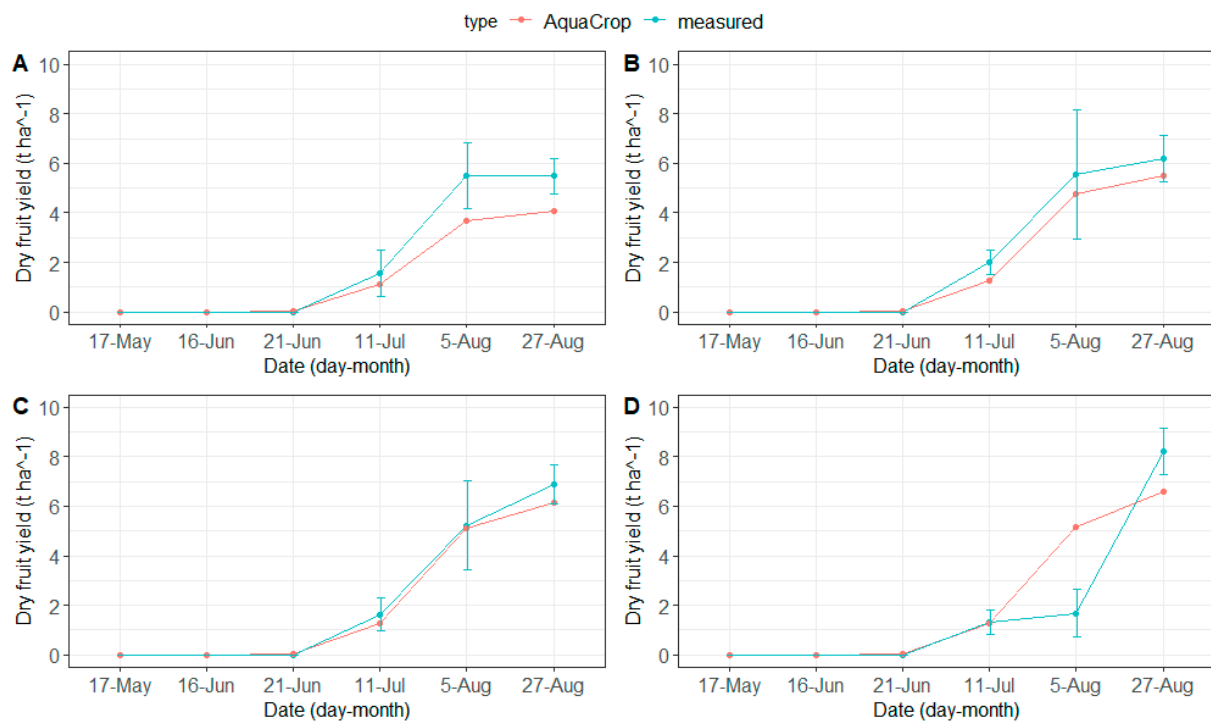 type AquaCrop measured
A
10
8
6
4
2
0
Dry fruit yield (t ha^-1)
17-May 16-Jun 21-Jun 11-Jul 5-Aug 27-Aug
Date (day-month)
B
10
8
6
4
2
0
Dry fruit yield (t ha^-1)
17-May 16-Jun 21-Jun 11-Jul 5-Aug 27-Aug
Date (day-month)
C
10
8
6
4
2
0
Dry fruit yield (t ha^-1)
17-May 16-Jun 21-Jun 11-Jul 5-Aug 27-Aug
Date (day-month)
D
10
8
6
4
2
0
Dry fruit yield (t ha^-1)
17-May 16-Jun 21-Jun 11-Jul 5-Aug 27-Aug
Date (day-month)